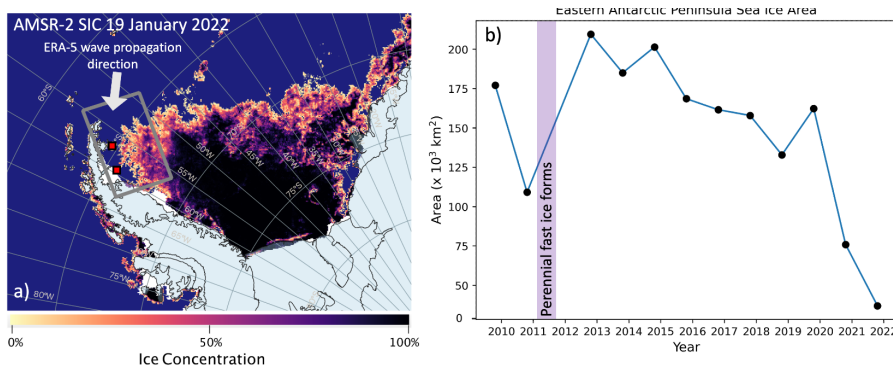 AMSR-2 SIC 19 January 2022
ERA-5 wave propagation
direction
60°S
50°W
45°W
40°W
55°W
75°S
75°W
80°W
a)
0%
50%
100%
Ice Concentration
Eastern Antarctic Peninsula Sea Ice Area
b)
200
175
150
125
100
75
50
0
Area (x 10³ km²)
Perennial fast ice forms
2010 2011 2012 2013 2014 2015 2016 2017 2018 2019 2020 2021 2022
Year